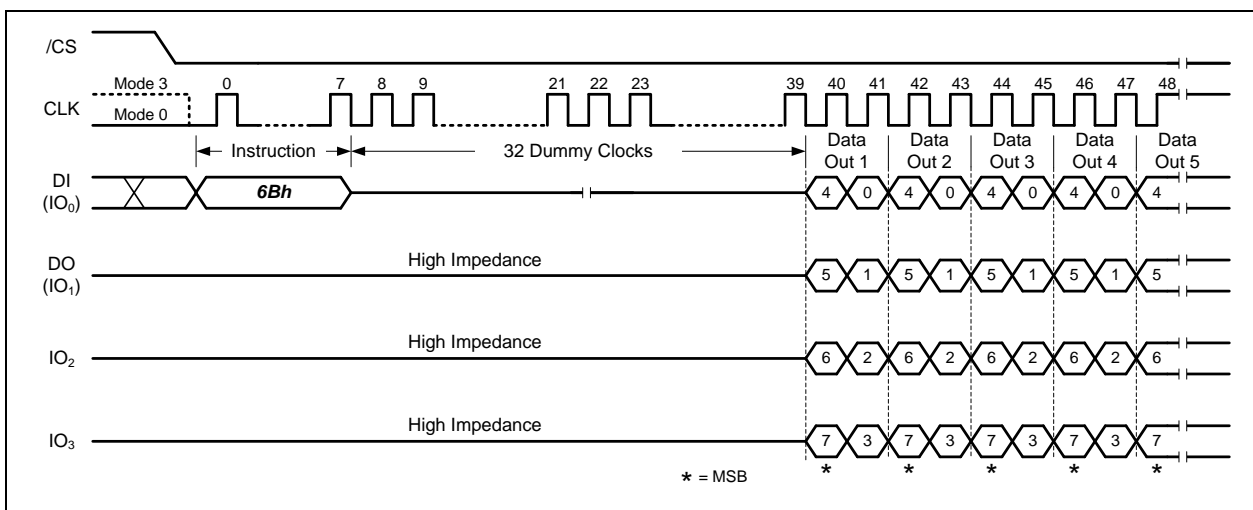 /CS
Mode 3 0 7 8 9 21 22 23 39 40 41 42 43 44 45 46 47 48
CLK
Mode 0
Instruction 32 Dummy Clocks Data Out 1 Data Out 2 Data Out 3 Data Out 4 Data Out 5
DI (IO₀) 6Bh 4 0 4 0 4 0 4 0 4
High Impedance
DO (IO₁) 5 1 5 1 5 1 5 1 5
High Impedance
IO₂ 6 2 6 2 6 2 6 2 6
High Impedance
IO₃ 7 3 7 3 7 3 7 3 7
* = MSB * * * * *